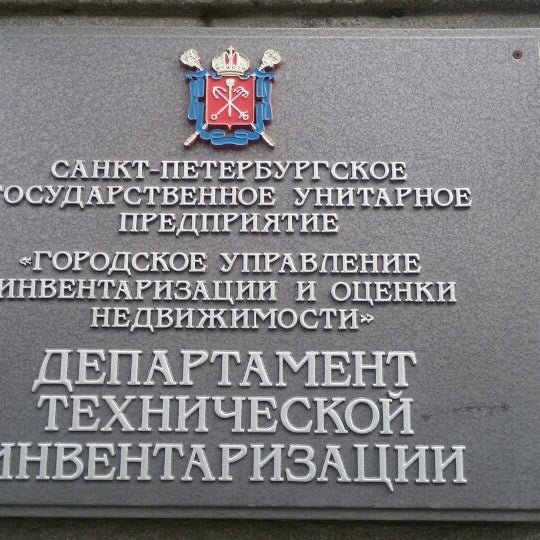 САНКТ-ПЕТЕРБУРГСКОЕ
ГОСУДАРСТВЕННОЕ УНИТАРНОЕ
ПРЕДПРИЯТИЕ
«ГОРОДСКОЕ УПРАВЛЕНИЕ
ИНВЕНТАРИЗАЦИИ И ОЦЕНКИ
НЕДВИЖИМОСТИ»
ДЕПАРТАМЕНТ
ТЕХНИЧЕСКОЙ
ИНВЕНТАРИЗАЦИИ